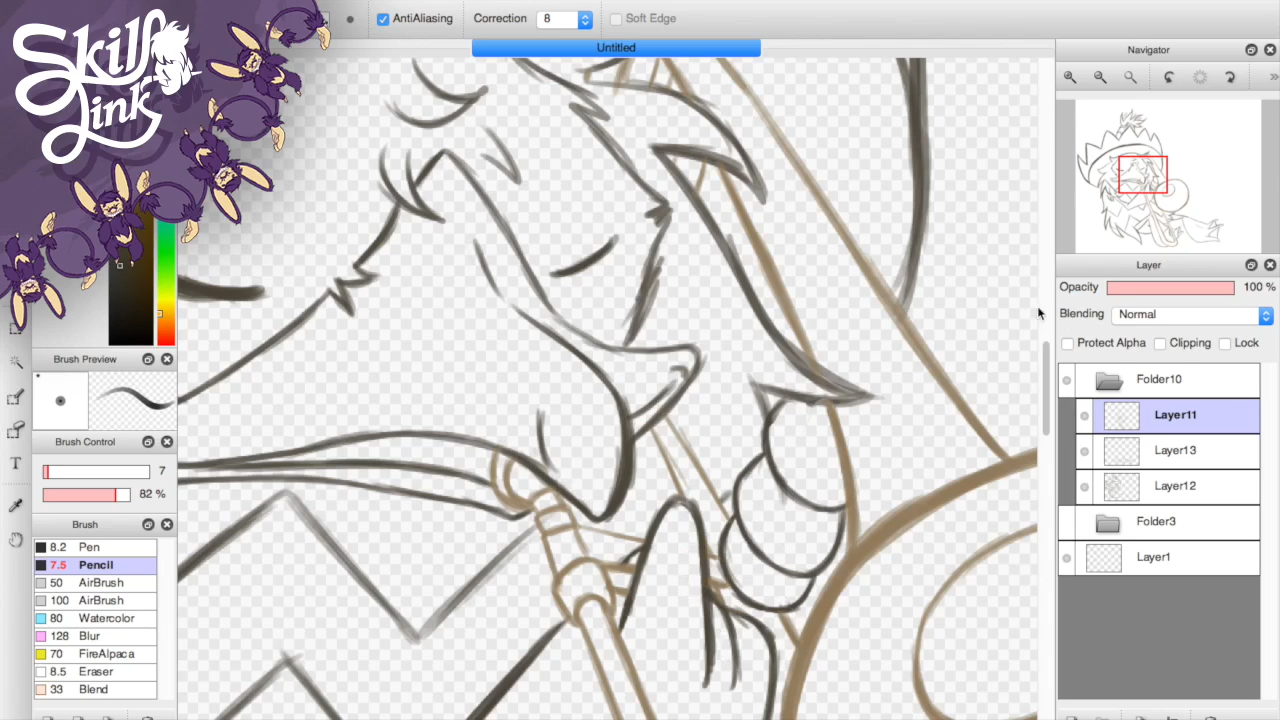 Skill
Link
AntiAliasing
Correction
8
Soft Edge
Untitled
Navigator
»
Layer
Opacity
100 %
Blending
Normal
Protect Alpha
Clipping
Lock
Folder10
Layer11
Layer13
Layer12
Folder3
Layer1
Brush Preview
Brush Control
7
82 %
Brush
8.2 Pen
7.5 Pencil
50 AirBrush
100 AirBrush
80 Watercolor
128 Blur
70 FireAlpaca
8.5 Eraser
33 Blend
T